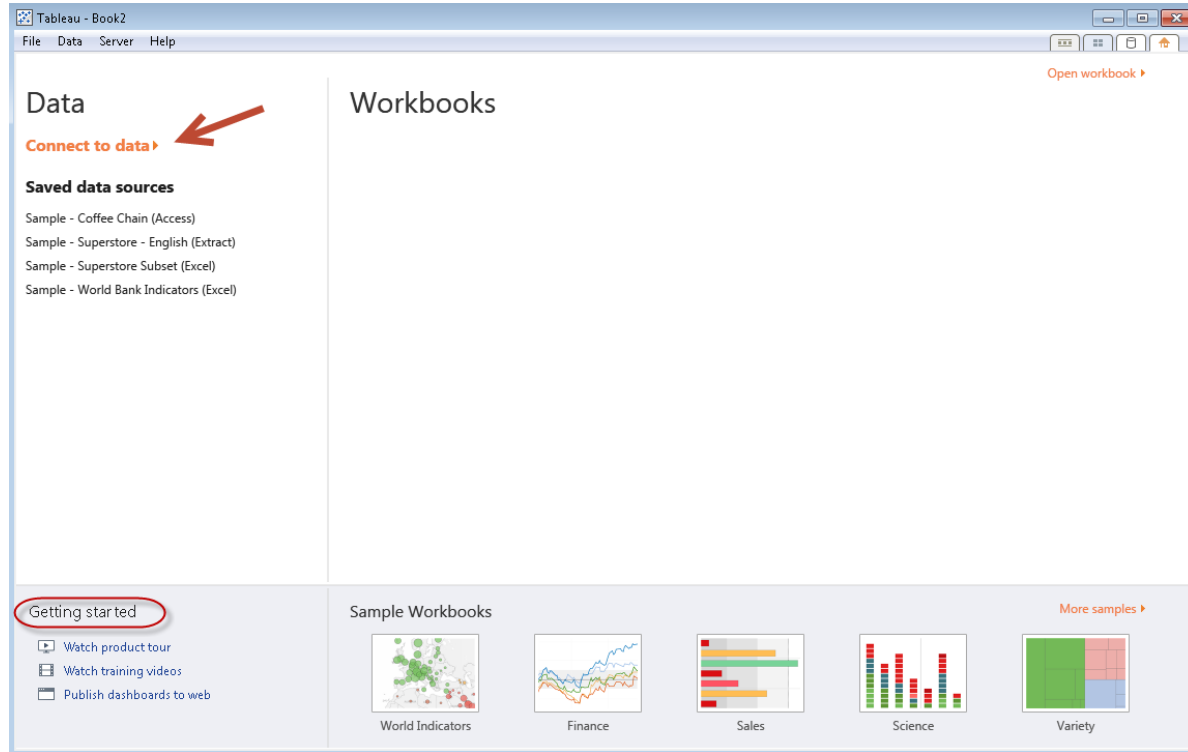 Tableau - Book2
File Data Server Help
Open workbook
Data
Connect to data
Saved data sources
Sample - Coffee Chain (Access)
Sample - Superstore - English (Extract)
Sample - Superstore Subset (Excel)
Sample - World Bank Indicators (Excel)
Workbooks
Getting started
Watch product tour
Watch training videos
Publish dashboards to web
Sample Workbooks
More samples
World Indicators
Finance
Sales
Science
Variety